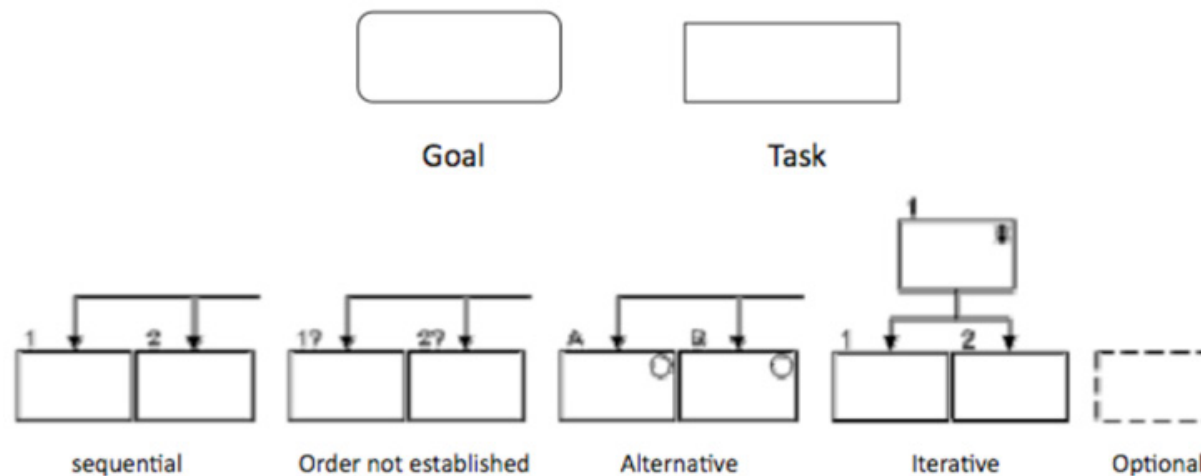 Goal Task
1
1 2 1? 2? A B 1 2
sequential Order not established Alternative Iterative Optional